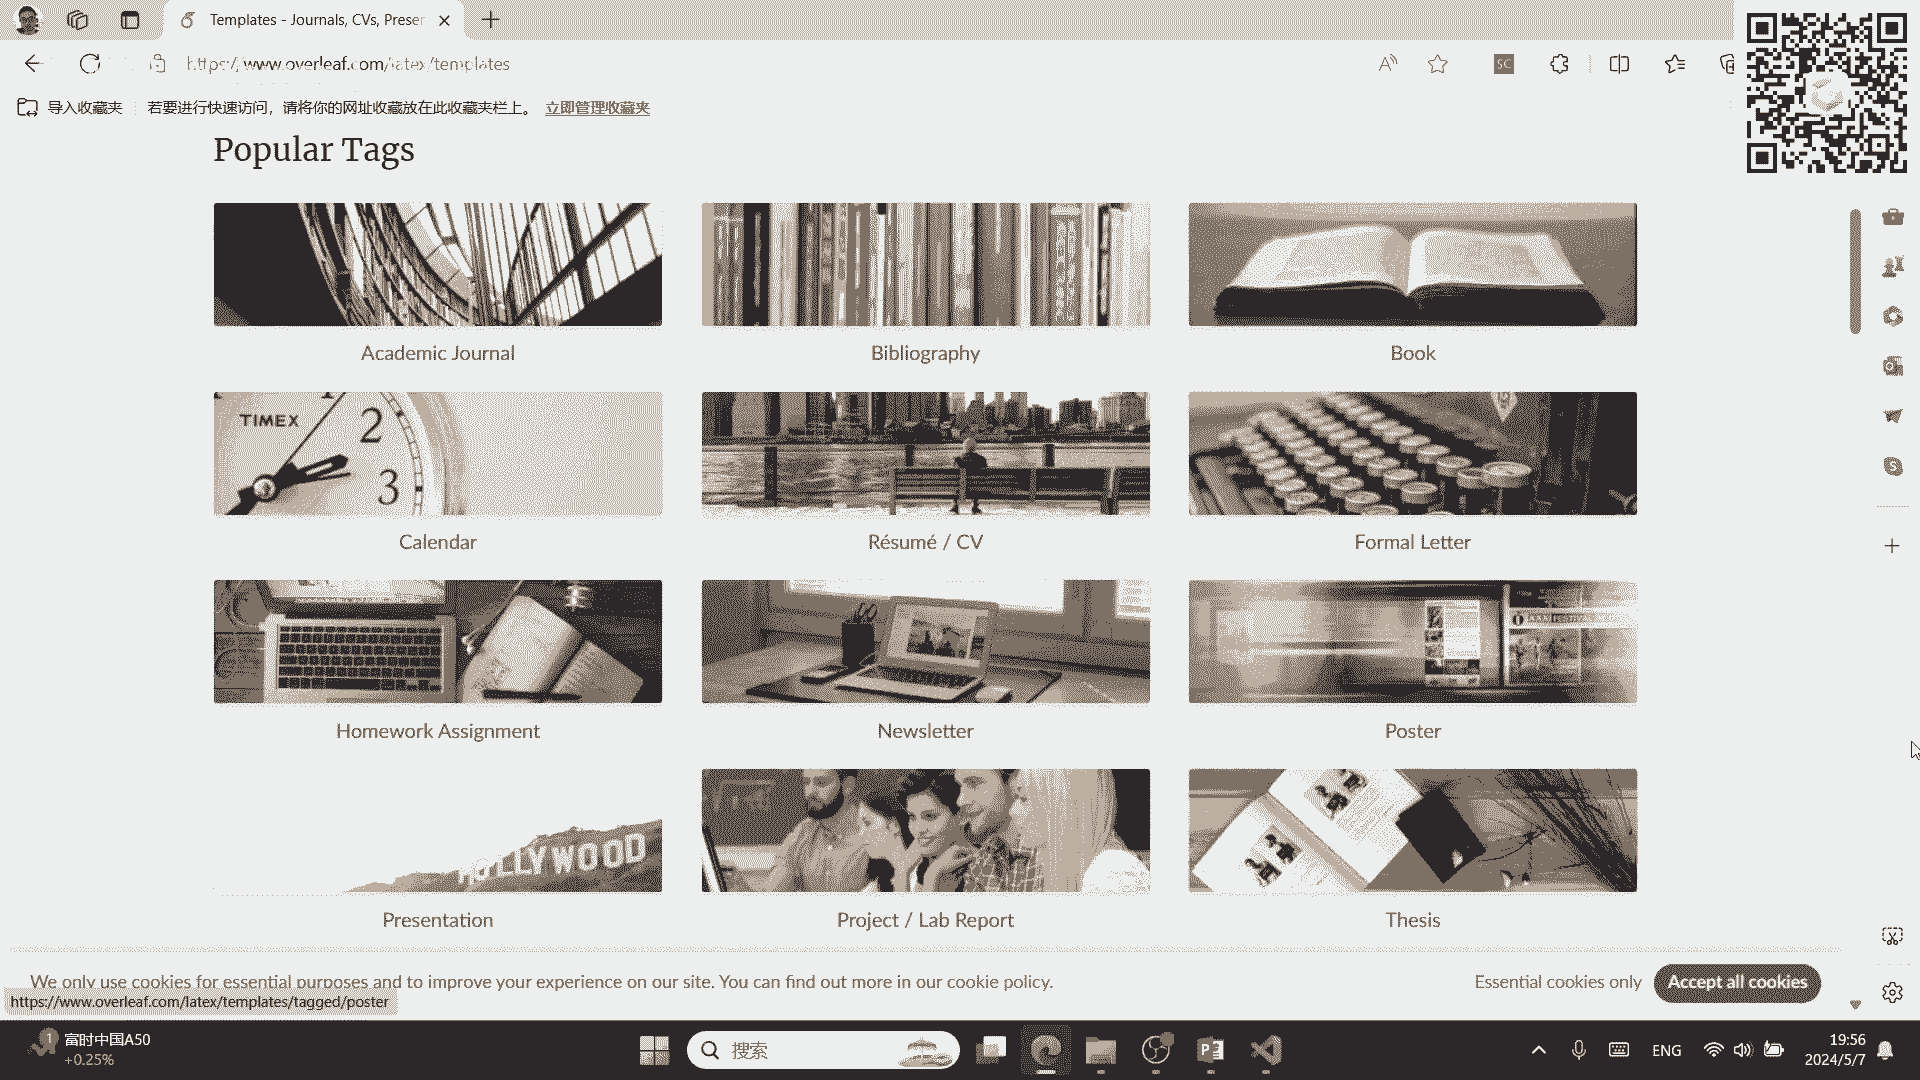 Templates - Journals, CVs, Preser
https://www.overleaf.com/latex/templates
SC
导入收藏夹
若要进行快速访问，请将你的网址收藏放在此收藏夹栏上。
立即管理收藏夹
Popular Tags
Academic Journal
Bibliography
Book
TIMEX
2
3
Calendar
Résumé / CV
Formal Letter
Homework Assignment
Newsletter
Poster
HOLLYWOOD
Presentation
Project / Lab Report
Thesis
We only use cookies for essential purposes and to improve your experience on our site. You can find out more in our cookie policy.
Essential cookies only
Accept all cookies
https://www.overleaf.com/latex/templates/tagged/poster
1
富时中国A50
+0.25%
搜索
ENG
19:56
2024/5/7